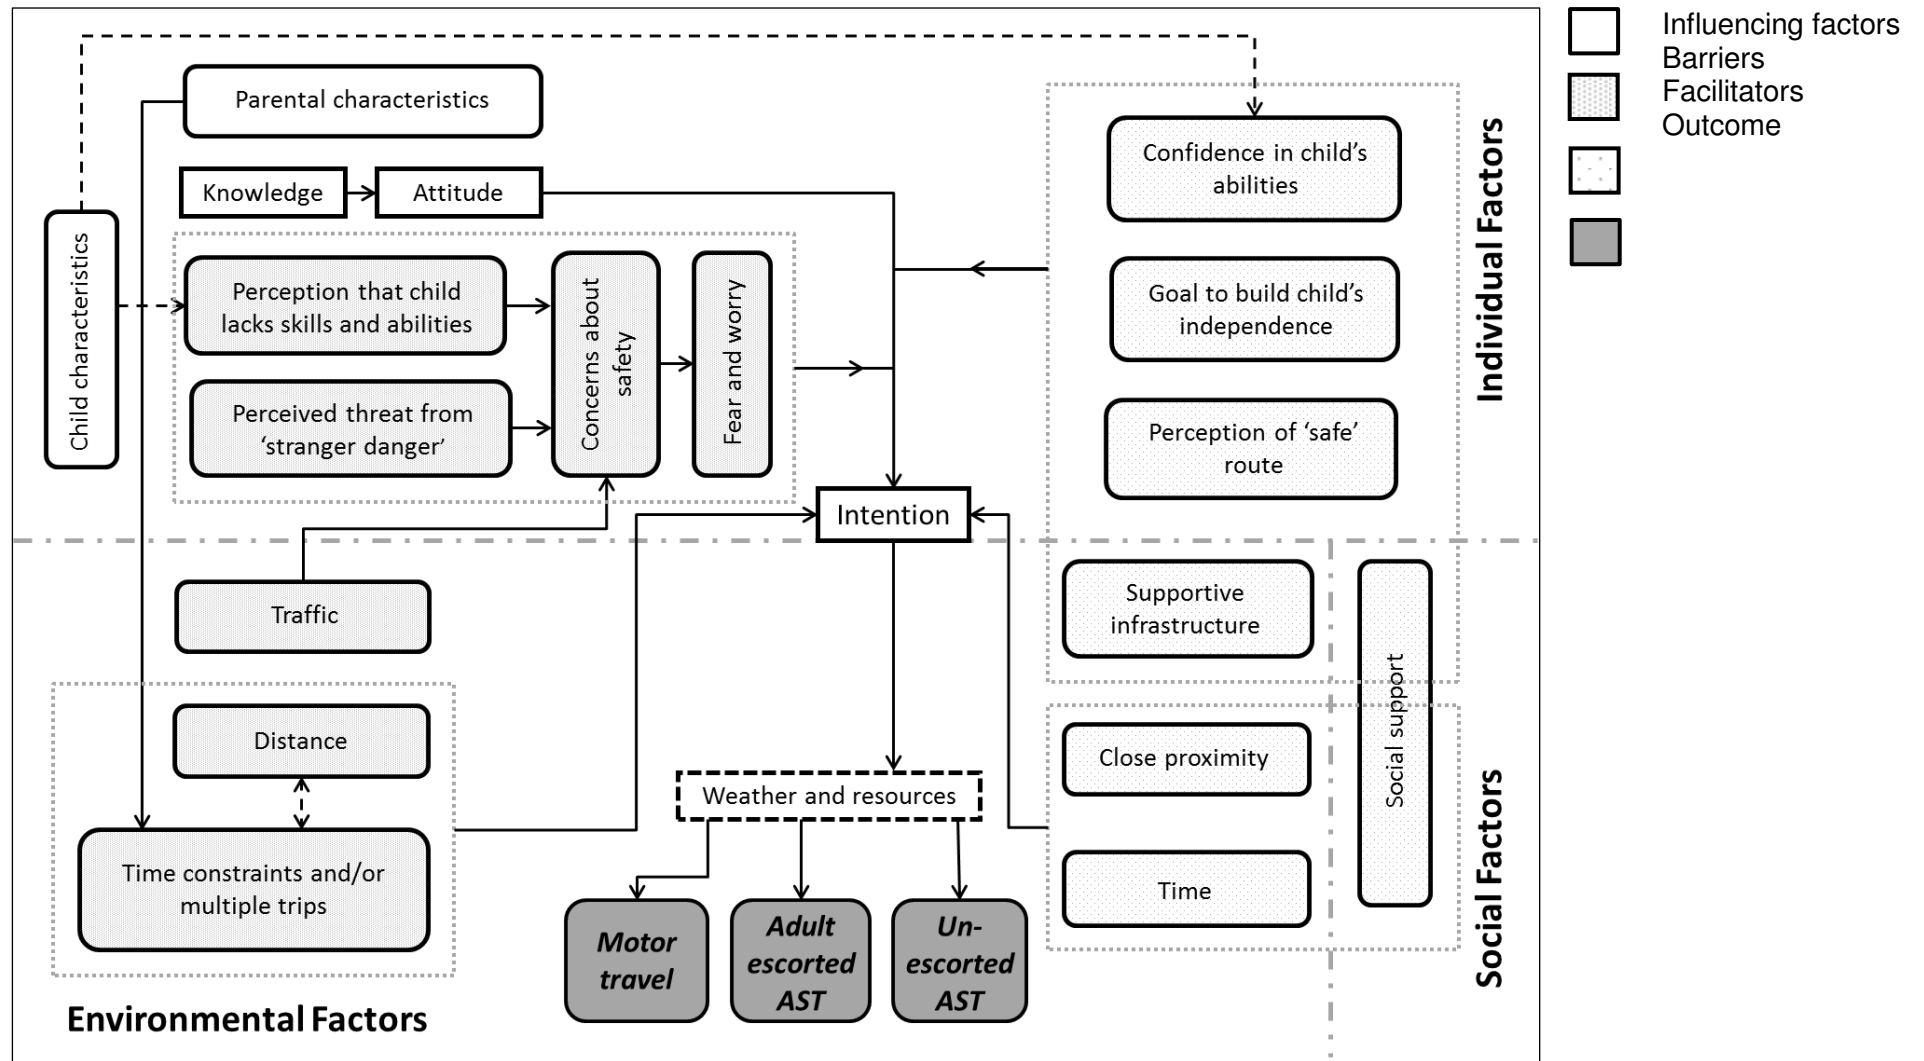 Parental characteristics
Knowledge
Attitude
Child characteristics
Perception that child
lacks skills and abilities
Perceived threat from
‘stranger danger’
Concerns about
safety
Fear and worry
Confidence in child’s
abilities
Goal to build child’s
independence
Perception of ‘safe’
route
Individual Factors
Intention
Traffic
Distance
Time constraints and/or
multiple trips
Environmental Factors
Weather and resources
Motor
travel
Adult
escorted
AST
Un-
escorted
AST
Supportive
infrastructure
Close proximity
Time
Social support
Social Factors
Influencing factors
Barriers
Facilitators
Outcome